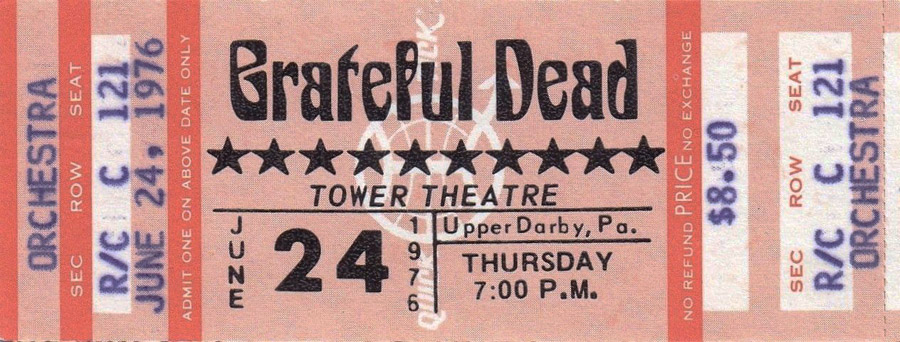 ORCHESTRA
SEC ROW SEAT
R/C C 121
JUNE 24, 1976
ADMIT ONE ON ABOVE DATE ONLY
Grateful Dead
TOWER THEATRE
JUNE
24
1976
Upper Darby, Pa.
THURSDAY
7:00 P.M.
NO REFUND PRICE NO EXCHANGE
$8.50
SEC ROW SEAT
R/C C 121
ORCHESTRA